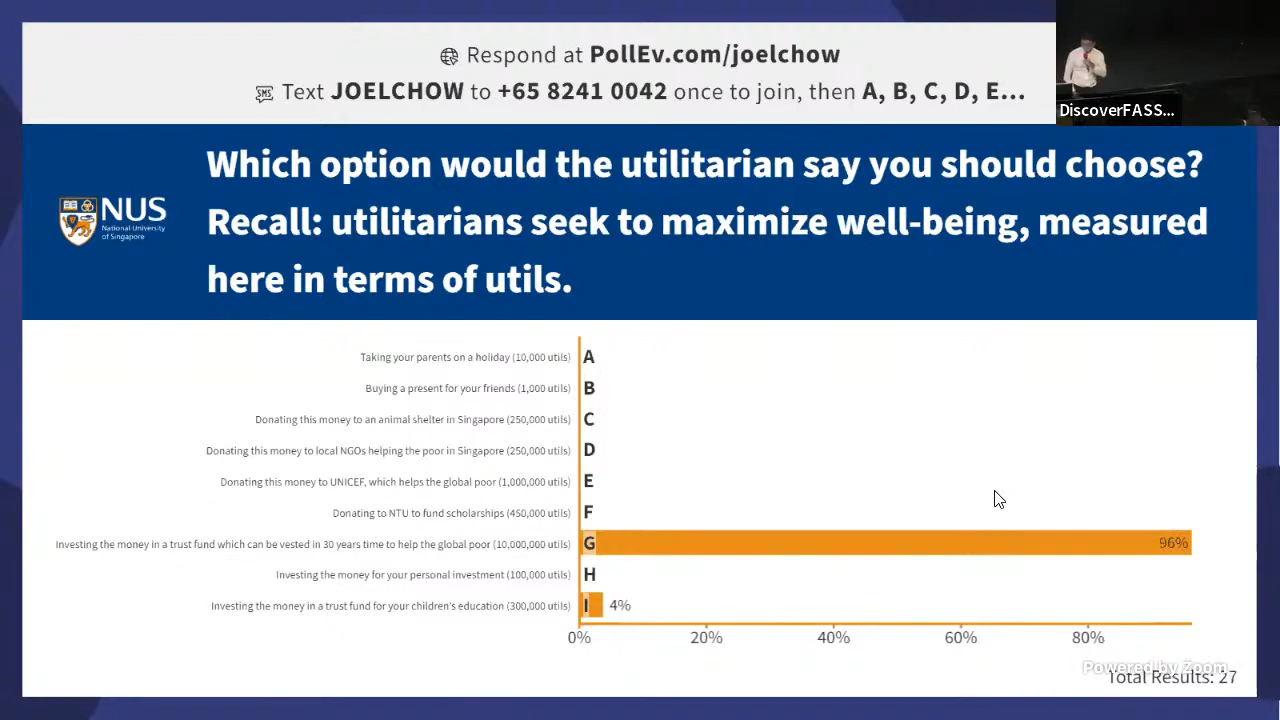 Respond at PollEv.com/joelchow
Text JOELCHOW to +65 8241 0042 once to join, then A, B, C, D, E...
SMS
DiscoverFASS...
NUS
National University
of Singapore
Which option would the utilitarian say you should choose?
Recall: utilitarians seek to maximize well-being, measured
here in terms of utils.
Taking your parents on a holiday (10,000 utils) A
Buying a present for your friends (1,000 utils) B
Donating this money to an animal shelter in Singapore (250,000 utils) C
Donating this money to local NGOs helping the poor in Singapore (250,000 utils) D
Donating this money to UNICEF, which helps the global poor (1,000,000 utils) E
Donating to NTU to fund scholarships (450,000 utils) F
Investing the money in a trust fund which can be vested in 30 years time to help the global poor (10,000,000 utils) G 96%
Investing the money for your personal investment (100,000 utils) H
Investing the money in a trust fund for your children's education (300,000 utils) I 4%
0% 20% 40% 60% 80%
Powered by Zoom
Total Results: 27